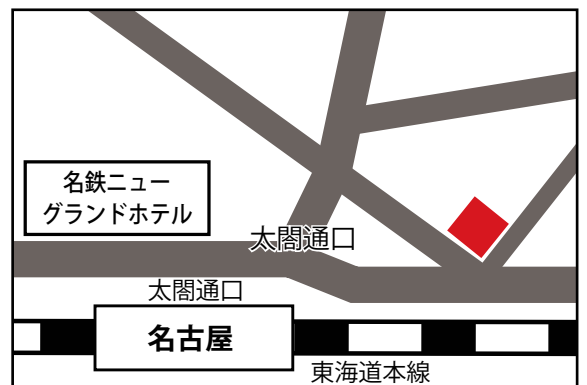 名鉄ニュー
グランドホテル
太閤通口
太閤通口
名古屋
東海道本線